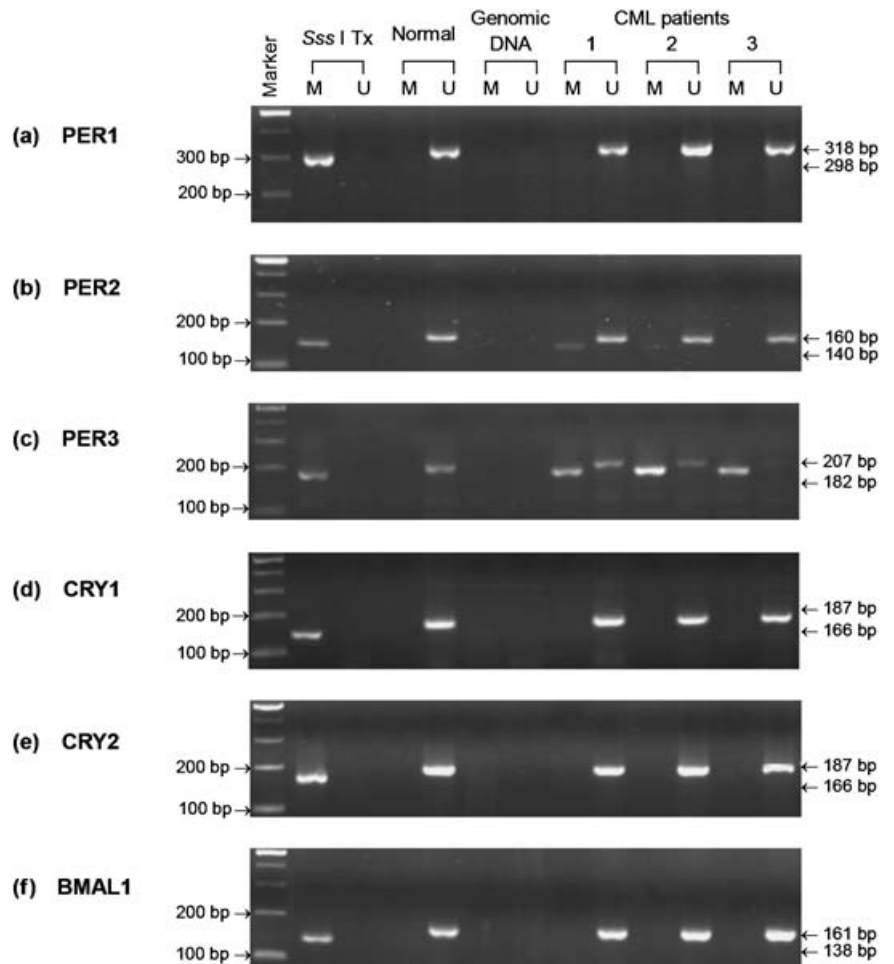 Marker
Sss I Tx Normal Genomic DNA CML patients
1 2 3
M U M U M U M U M U M U
(a) PER1
300 bp→
200 bp→
← 318 bp
← 298 bp
(b) PER2
200 bp→
100 bp→
← 160 bp
← 140 bp
(c) PER3
200 bp→
100 bp→
← 207 bp
← 182 bp
(d) CRY1
200 bp→
100 bp→
← 187 bp
← 166 bp
(e) CRY2
200 bp→
100 bp→
← 187 bp
← 166 bp
(f) BMAL1
200 bp→
100 bp→
← 161 bp
← 138 bp